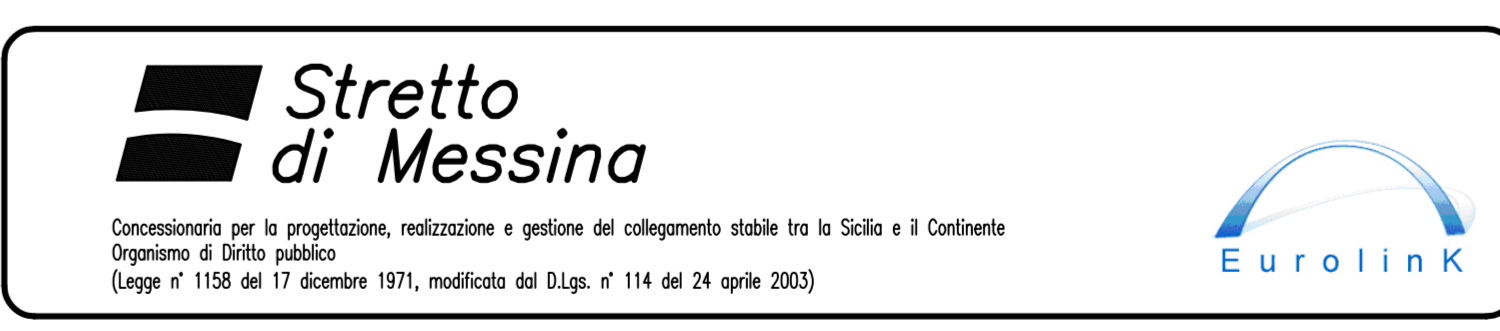 Stretto
di Messina
Concessionaria per la progettazione, realizzazione e gestione del collegamento stabile tra la Sicilia e il Continente
Organismo di Diritto pubblico
(Legge n° 1158 del 17 dicembre 1971, modificata dal D.Lgs. n° 114 del 24 aprile 2003)
EurolinK